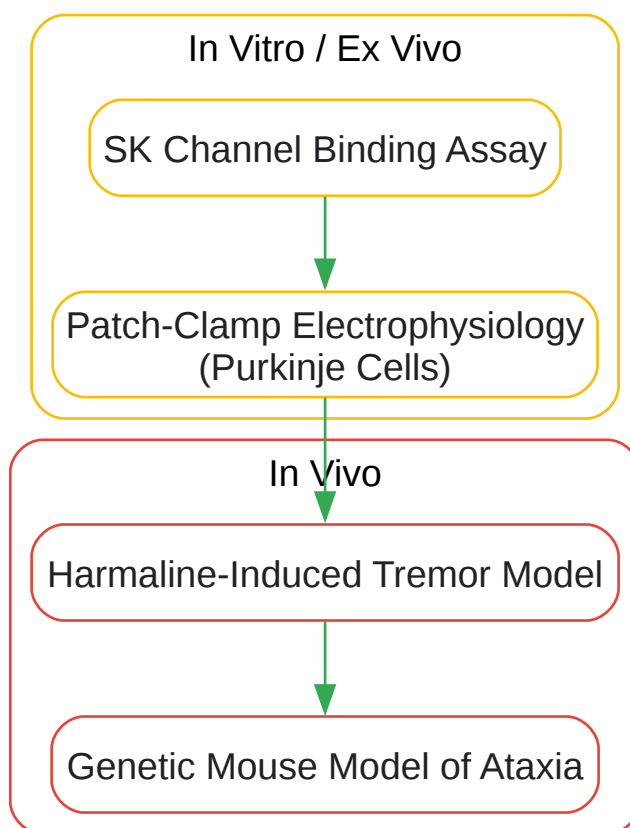 In Vitro / Ex Vivo
SK Channel Binding Assay
Patch-Clamp Electrophysiology
(Purkinje Cells)
In Vivo
Harmaline-Induced Tremor Model
Genetic Mouse Model of Ataxia